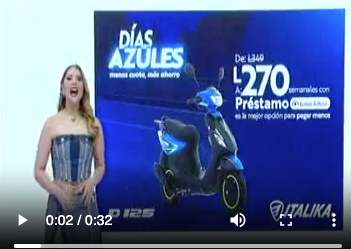 DÍAS
AZULES
menos cuota, más ahorro
De: L349
A: L270 semanales con
Préstamo
es la mejor opción para pagar menos
D 125
ITALIKA
0:02 / 0:32